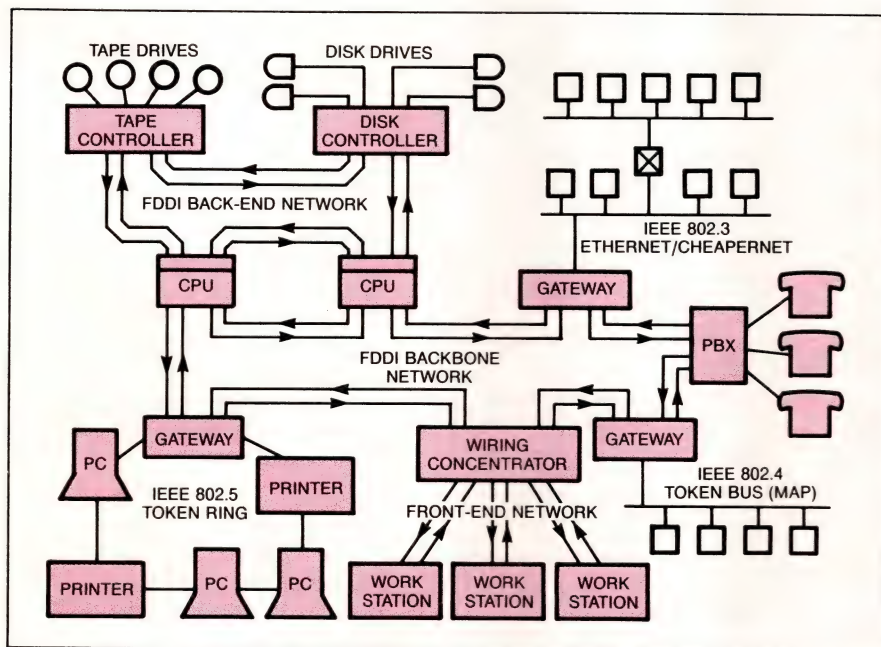 TAPE DRIVES
DISK DRIVES
TAPE
CONTROLLER
DISK
CONTROLLER
FDDI BACK-END NETWORK
IEEE 802.3
ETHERNET/CHEAPERNET
CPU
CPU
GATEWAY
PBX
FDDI BACKBONE
NETWORK
GATEWAY
WIRING
CONCENTRATOR
GATEWAY
PC
IEEE 802.5
TOKEN RING
PRINTER
IEEE 802.4
TOKEN BUS (MAP)
FRONT-END NETWORK
PRINTER
PC
PC
WORK
STATION
WORK
STATION
WORK
STATION